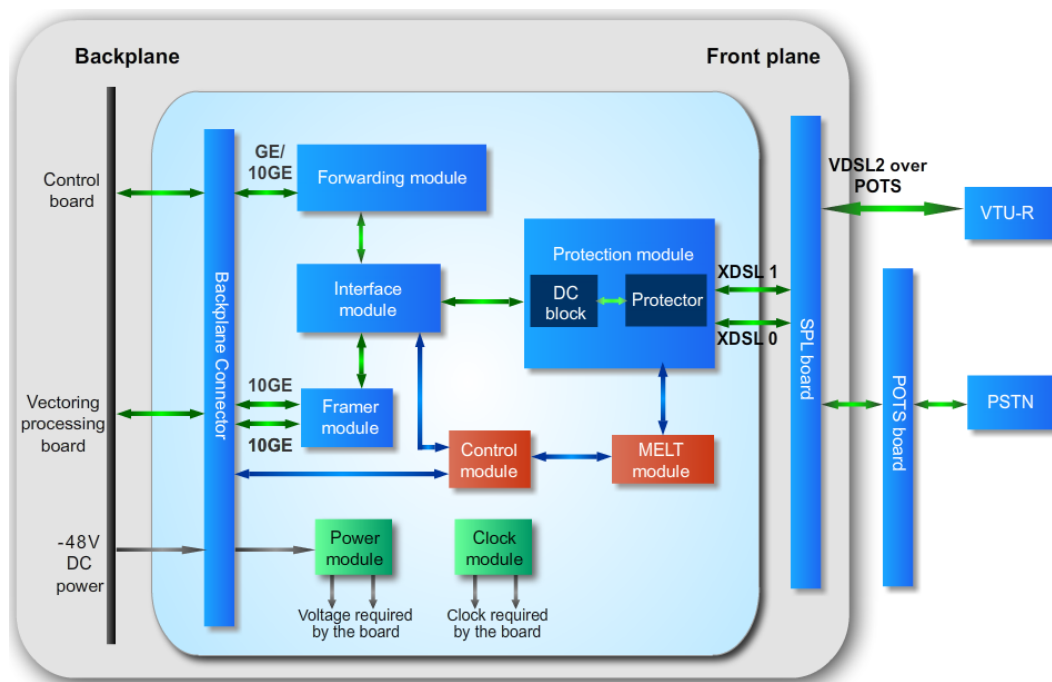 Backplane
Front plane
GE/
10GE
Forwarding module
VDSL2 over
POTS
Control
board
VTU-R
Protection module
XDSL 1
Interface
module
DC
block
Protector
XDSL 0
Backplane Connector
SPL board
POTS board
10GE
Vectoring
processing
board
Framer
module
PSTN
10GE
Control
module
MELT
module
-48V
DC
power
Power
module
Clock
module
Voltage required
by the board
Clock required
by the board